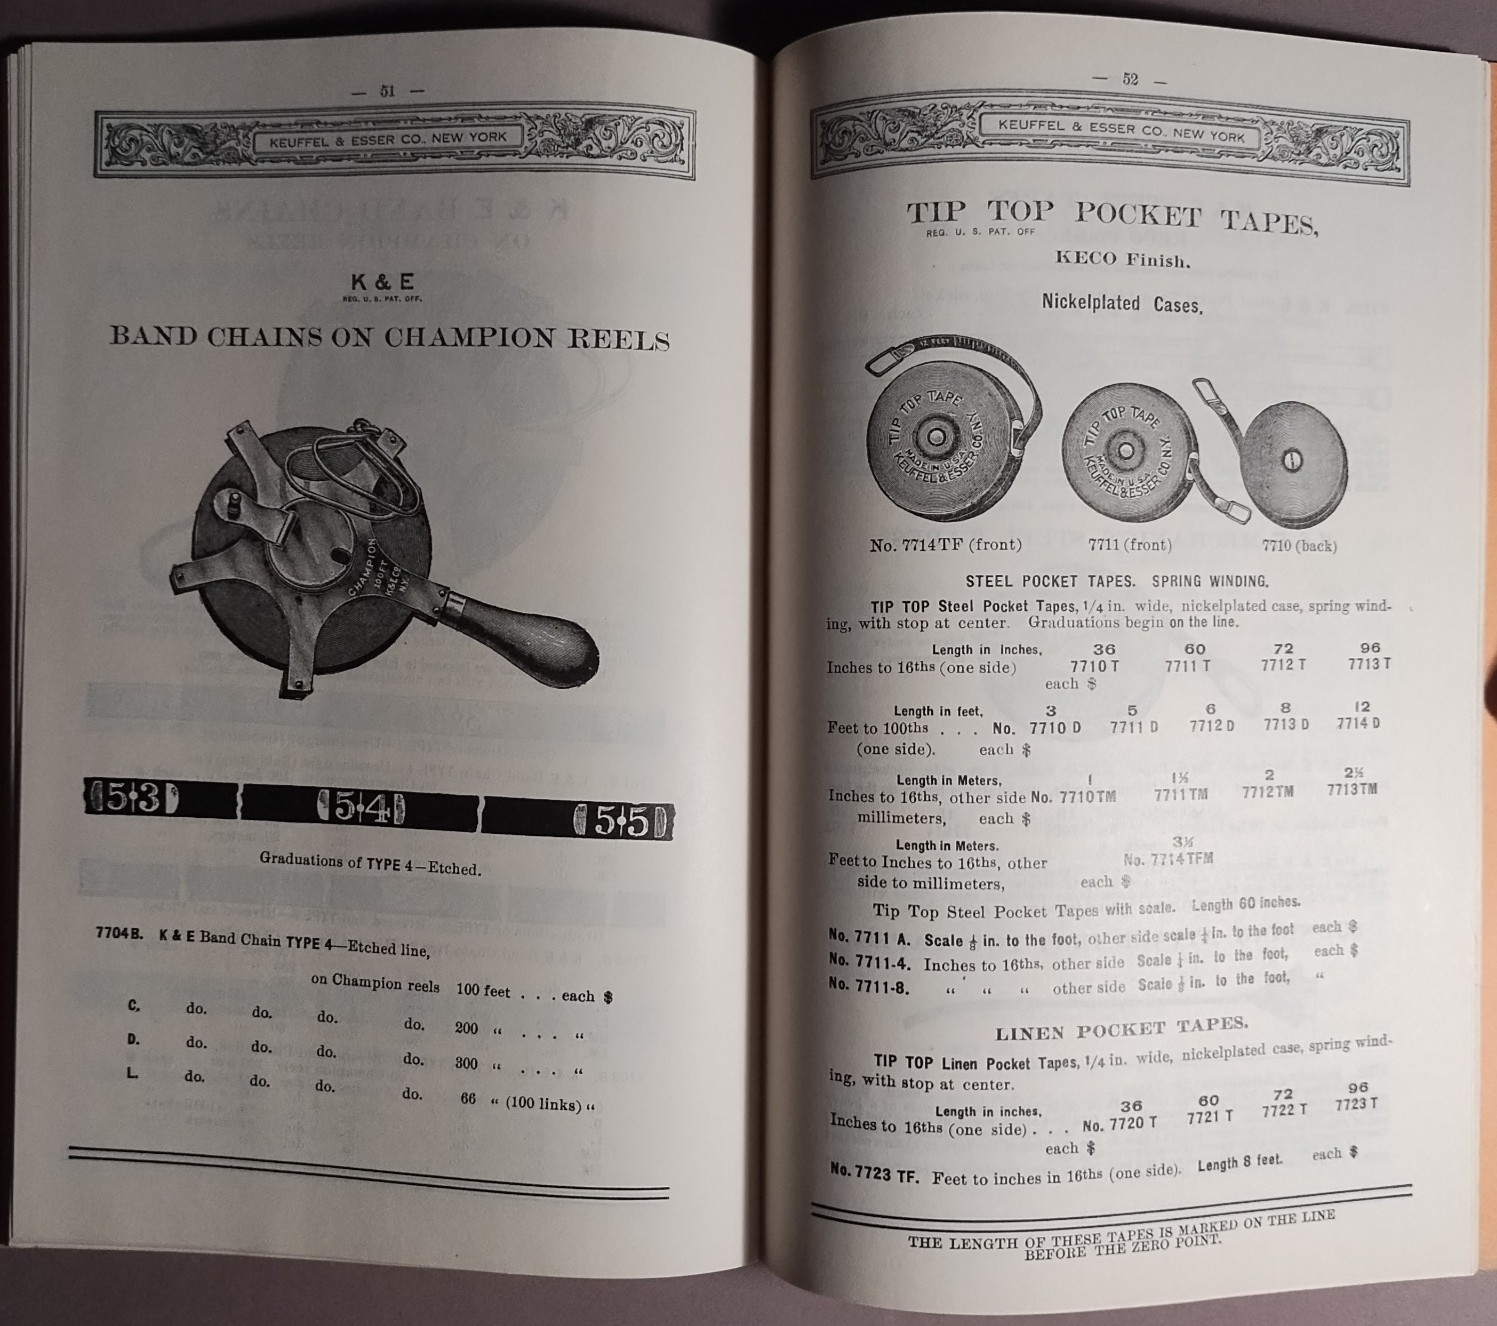 — 51 —
KEUFFEL & ESSER CO., NEW YORK
K & E
REG. U. S. PAT. OFF.
BAND CHAINS ON CHAMPION REELS
CHAMPION
100 FT
K&E Co
N.Y.
5 3
5 4
5 5
Graduations of TYPE 4—Etched.
7704 B. K & E Band Chain TYPE 4—Etched line,
on Champion reels 100 feet . . . each $
C. do. do. do. do. 200 “ . . . “
D. do. do. do. do. 300 “ . . . “
L. do. do. do. do. 66 “ (100 links) “
— 52 —
KEUFFEL & ESSER CO., NEW YORK
TIP TOP POCKET TAPES,
REG. U. S. PAT. OFF
KECO Finish.
Nickelplated Cases,
12 FEET
TIP TOP TAPE
MADE IN U.S.A.
KEUFFEL & ESSER CO. N.Y.
TIP TOP TAPE
MADE IN U.S.A.
KEUFFEL & ESSER CO N.Y.
No. 7714TF (front) 7711 (front) 7710 (back)
STEEL POCKET TAPES. SPRING WINDING.
TIP TOP Steel Pocket Tapes, 1/4 in. wide, nickelplated case, spring wind-
ing, with stop at center. Graduations begin on the line.
Length in Inches, 36 60 72 96
Inches to 16ths (one side) 7710 T 7711 T 7712 T 7713 T
each $
Length in feet, 3 5 6 8 12
Feet to 100ths . . . No. 7710 D 7711 D 7712 D 7713 D 7714 D
(one side). each $
Length in Meters, 1 1½ 2 2½
Inches to 16ths, other side No. 7710TM 7711TM 7712TM 7713TM
millimeters, each $
Length in Meters. 3½
Feet to Inches to 16ths, other No. 7714TFM
side to millimeters, each $
Tip Top Steel Pocket Tapes with scale. Length 60 inches.
No. 7711 A. Scale ⅛ in. to the foot, other side scale ¼ in. to the foot each $
No. 7711-4. Inches to 16ths, other side Scale ¼ in. to the foot, each $
No. 7711-8. “ “ “ other side Scale ⅛ in. to the foot, “
LINEN POCKET TAPES.
TIP TOP Linen Pocket Tapes, 1/4 in. wide, nickelplated case, spring wind-
ing, with stop at center.
Length in inches, 36 60 72 96
Inches to 16ths (one side) . . . No. 7720 T 7721 T 7722 T 7723 T
each $
No. 7723 TF. Feet to inches in 16ths (one side). Length 8 feet. each $
THE LENGTH OF THESE TAPES IS MARKED ON THE LINE
BEFORE THE ZERO POINT.